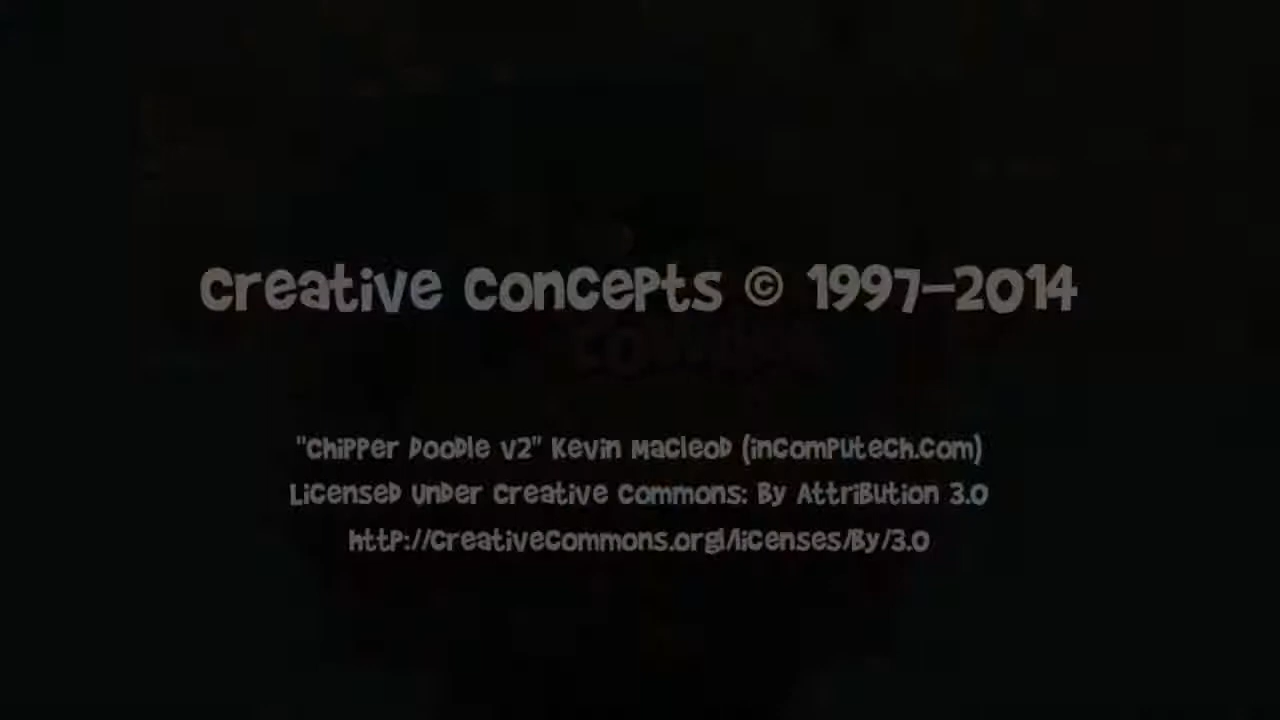 Creative Concepts © 1997-2014
"Chipper Doodle v2" Kevin MacLeod (incompetech.com)
Licensed under Creative Commons: By Attribution 3.0
http://creativecommons.org/licenses/by/3.0